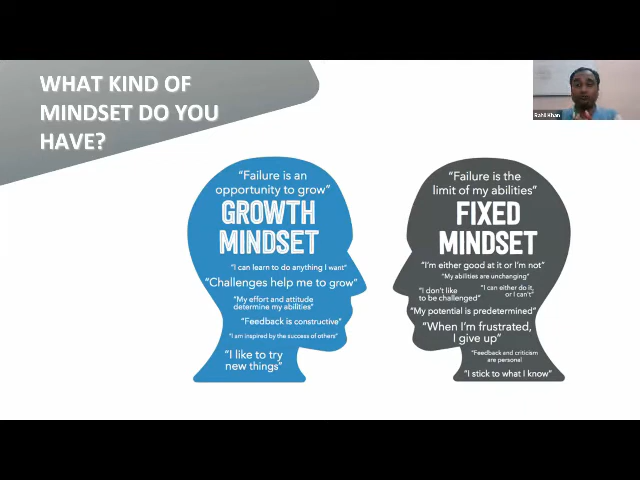 WHAT KIND OF
MINDSET DO YOU
HAVE?
Rahil Khan
“Failure is an
opportunity to grow”
GROWTH
MINDSET
“I can learn to do anything I want”
“Challenges help me to grow”
“My effort and attitude
determine my abilities”
“Feedback is constructive”
“I am inspired by the success of others”
“I like to try
new things”
“Failure is the
limit of my abilities”
FIXED
MINDSET
“I'm either good at it or I'm not”
“My abilities are unchanging”
“I don't like
to be challenged”
“I can either do it,
or I can't”
“My potential is predetermined”
“When I'm frustrated,
I give up”
“Feedback and criticism
are personal”
“I stick to what I know”